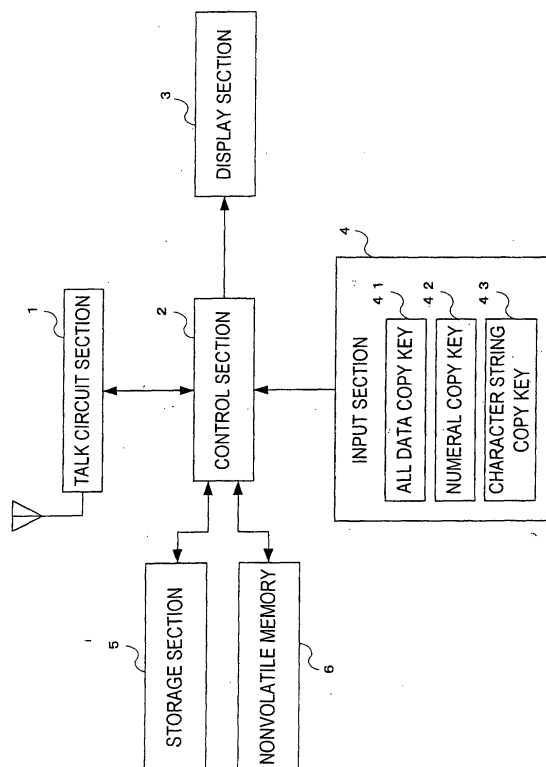 1
TALK CIRCUIT SECTION
2
CONTROL SECTION
3
DISPLAY SECTION
5
STORAGE SECTION
6
NONVOLATILE MEMORY
4
INPUT SECTION
41
ALL DATA COPY KEY
42
NUMERAL COPY KEY
43
CHARACTER STRING
COPY KEY